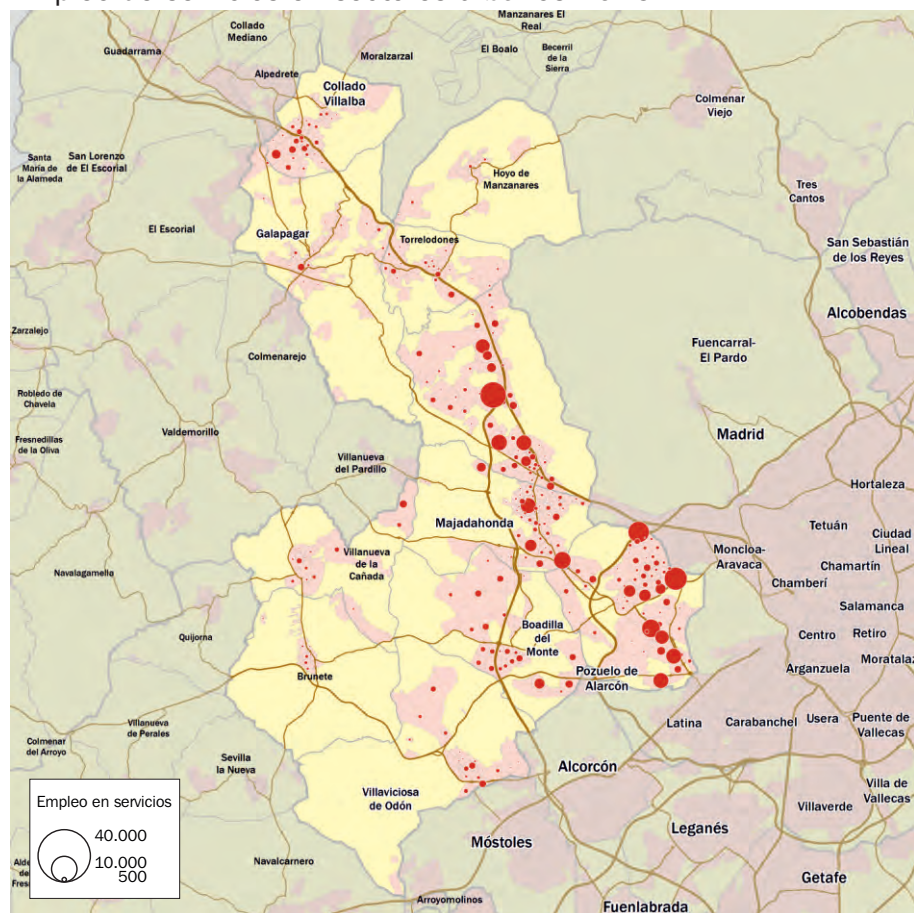 Manzanares El
Real
Collado
Mediano
Guadarrama
Moralzarzal
El Boalo
Becerril
de la
Sierra
Alpedrete
Collado
Villalba
Colmenar
Viejo
Santa
María de
la Alameda
San Lorenzo
de El Escorial
Hoyo de
Manzanares
Tres
Cantos
El Escorial
Galapagar
Torrelodones
San Sebastián
de los Reyes
Alcobendas
Zarzalejo
Colmenarejo
Fuencarral-
El Pardo
Robledo de
Chavela
Fresnedillas
de la Oliva
Valdemorillo
Madrid
Villanueva
del Pardillo
Hortaleza
Majadahonda
Tetuán
Ciudad
Lineal
Moncloa-
Aravaca
Chamartín
Villanueva
de la
Cañada
Navalagamella
Chamberí
Salamanca
Quijorna
Boadilla
del
Monte
Centro
Retiro
Moratalaz
Arganzuela
Brunete
Pozuelo de
Alarcón
Villanueva
de Perales
Latina
Carabanchel
Usera
Puente de
Vallecas
Colmenar
del Arroyo
Sevilla
la Nueva
Alcorcón
Villa de
Vallecas
Villaviciosa
de Odón
Villaverde
Empleo en servicios
40.000
10.000
500
Leganés
Móstoles
Navalcarnero
Getafe
Arroyomolinos
Fuenlabrada